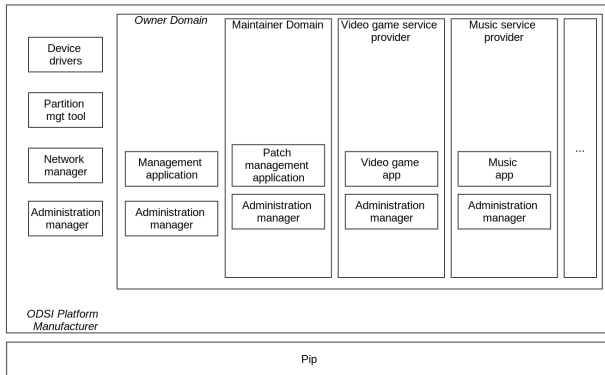 Owner Domain
Maintainer Domain
Video game service
provider
Music service
provider
Device
drivers
Partition
mgt tool
Network
manager
Administration
manager
Management
application
Administration
manager
Patch
management
application
Administration
manager
Video game
app
Administration
manager
Music
app
Administration
manager
...
ODSI Platform
Manufacturer
Pip